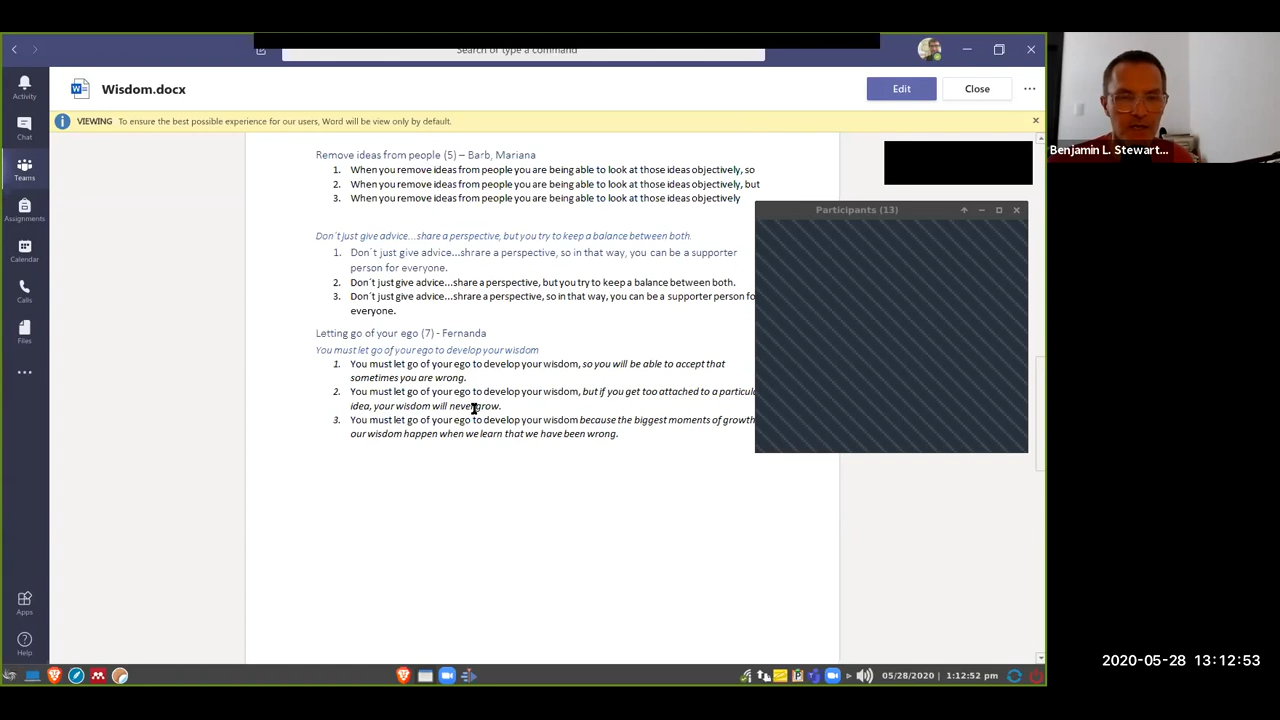 Search or type a command
Wisdom.docx
Edit
Close
VIEWING To ensure the best possible experience for our users, Word will be view only by default.
Activity
Chat
Teams
Assignments
Calendar
Calls
Files
Apps
Help
Remove ideas from people (5) – Barb, Mariana
1. When you remove ideas from people you are being able to look at those ideas objectively, so
2. When you remove ideas from people you are being able to look at those ideas objectively, but
3. When you remove ideas from people you are being able to look at those ideas objectively
Don´t just give advice...share a perspective, but you try to keep a balance between both.
1. Don´t just give advice...shrare a perspective, so in that way, you can be a supporter
person for everyone.
2. Don´t just give advice...share a perspective, but you try to keep a balance between both.
3. Don´t just give advice...shrare a perspective, so in that way, you can be a supporter person fo
everyone.
Letting go of your ego (7) - Fernanda
You must let go of your ego to develop your wisdom
1. You must let go of your ego to develop your wisdom, so you will be able to accept that
sometimes you are wrong.
2. You must let go of your ego to develop your wisdom, but if you get too attached to a particula
idea, your wisdom will never grow.
3. You must let go of your ego to develop your wisdom because the biggest moments of growth
our wisdom happen when we learn that we have been wrong.
Participants (13)
Benjamin L. Stewart...
2020-05-28 13:12:53
05/28/2020 | 1:12:52 pm